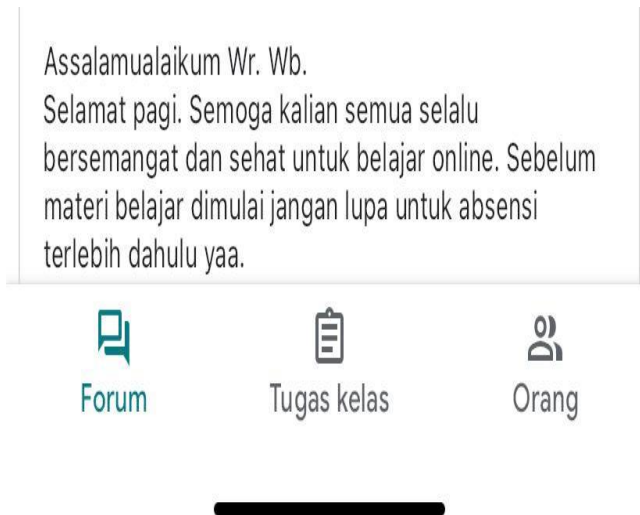 Assalamualaikum Wr. Wb.
Selamat pagi. Semoga kalian semua selalu
bersemangat dan sehat untuk belajar online. Sebelum
materi belajar dimulai jangan lupa untuk absensi
terlebih dahulu yaa.
Forum
Tugas kelas
Orang